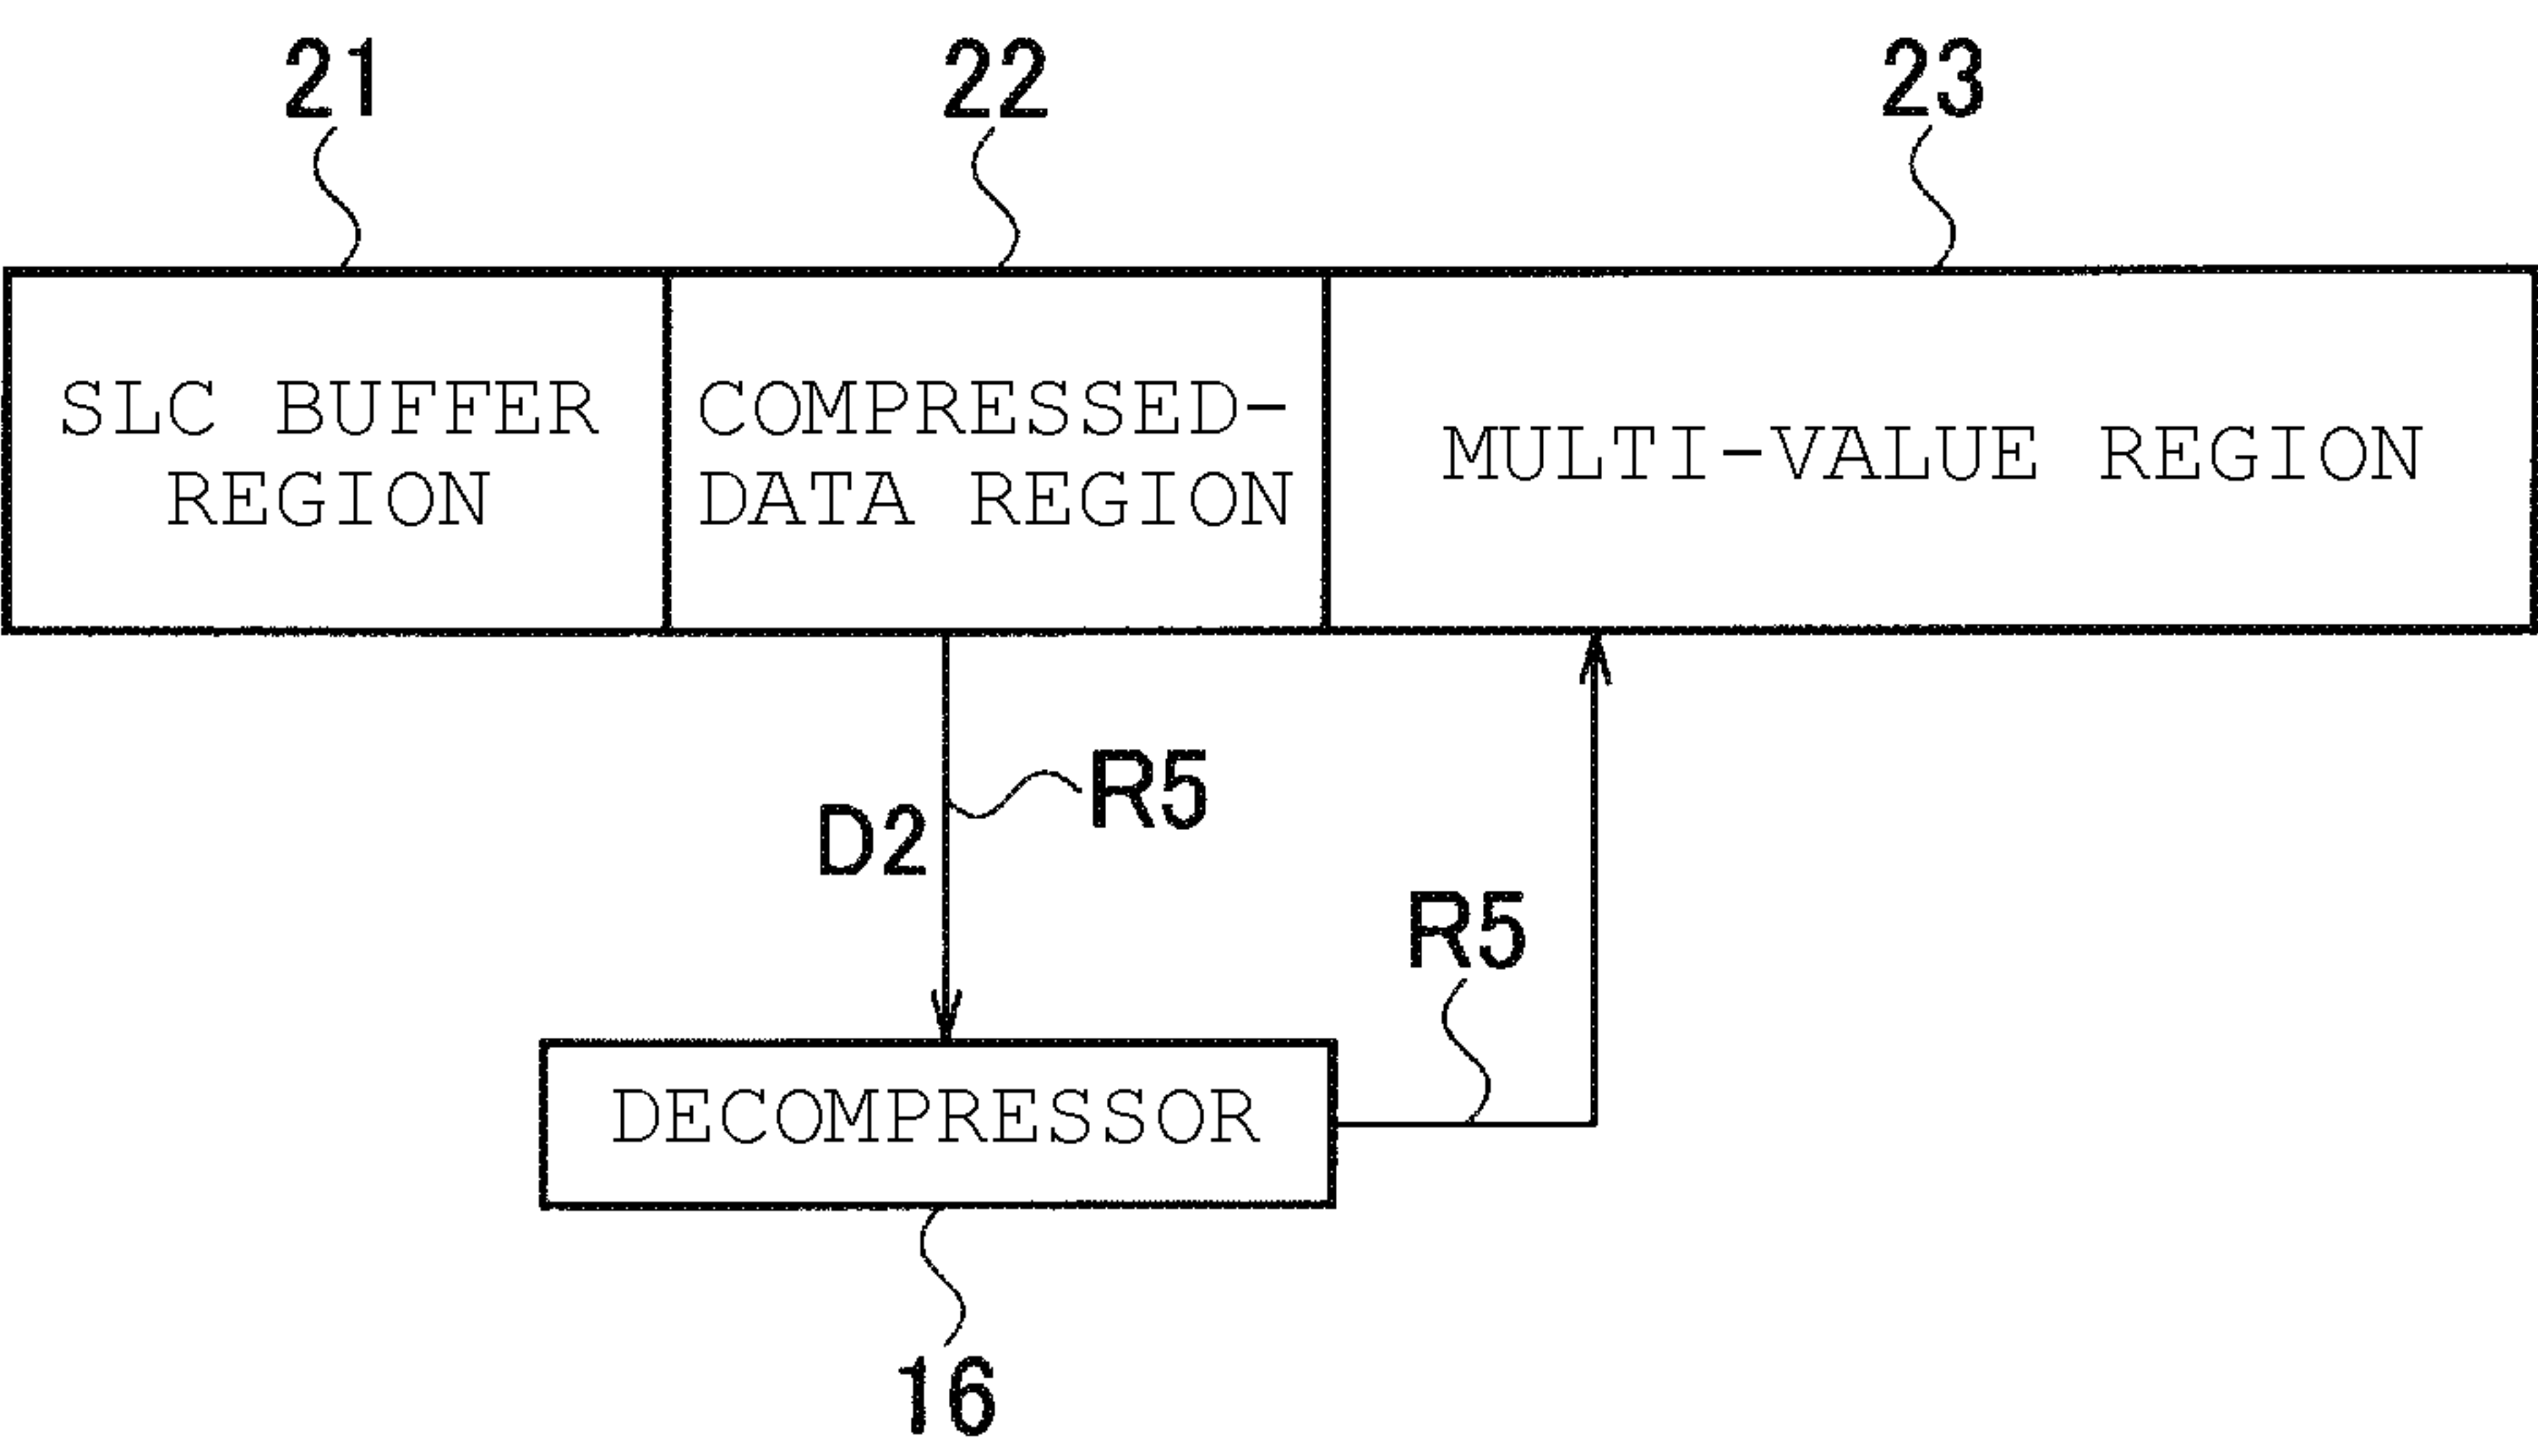 21
22
23
SLC BUFFER
REGION
COMPRESSED-
DATA REGION
MULTI-VALUE REGION
R5
D2
R5
DECOMPRESSOR
16